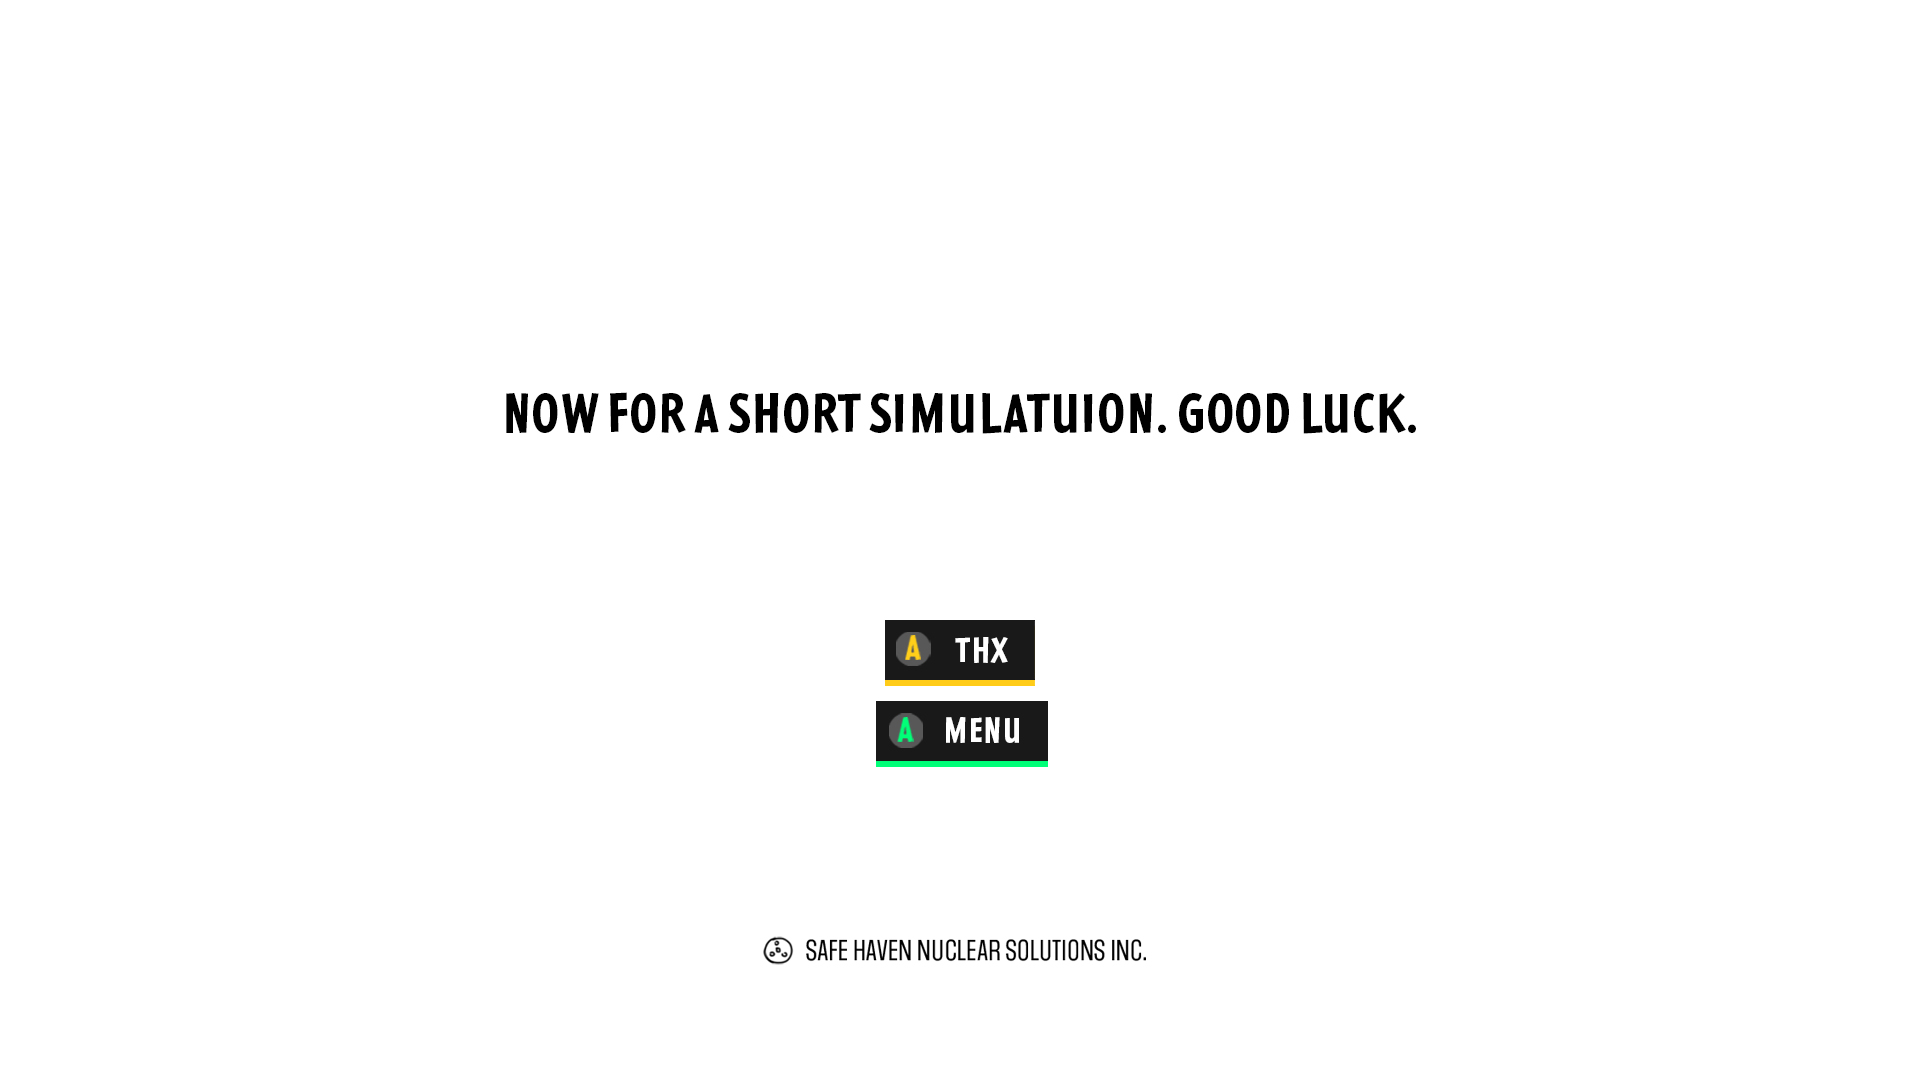 NOW FOR A SHORT SIMULATUION. GOOD LUCK.
A THX
A MENU
SAFE HAVEN NUCLEAR SOLUTIONS INC.